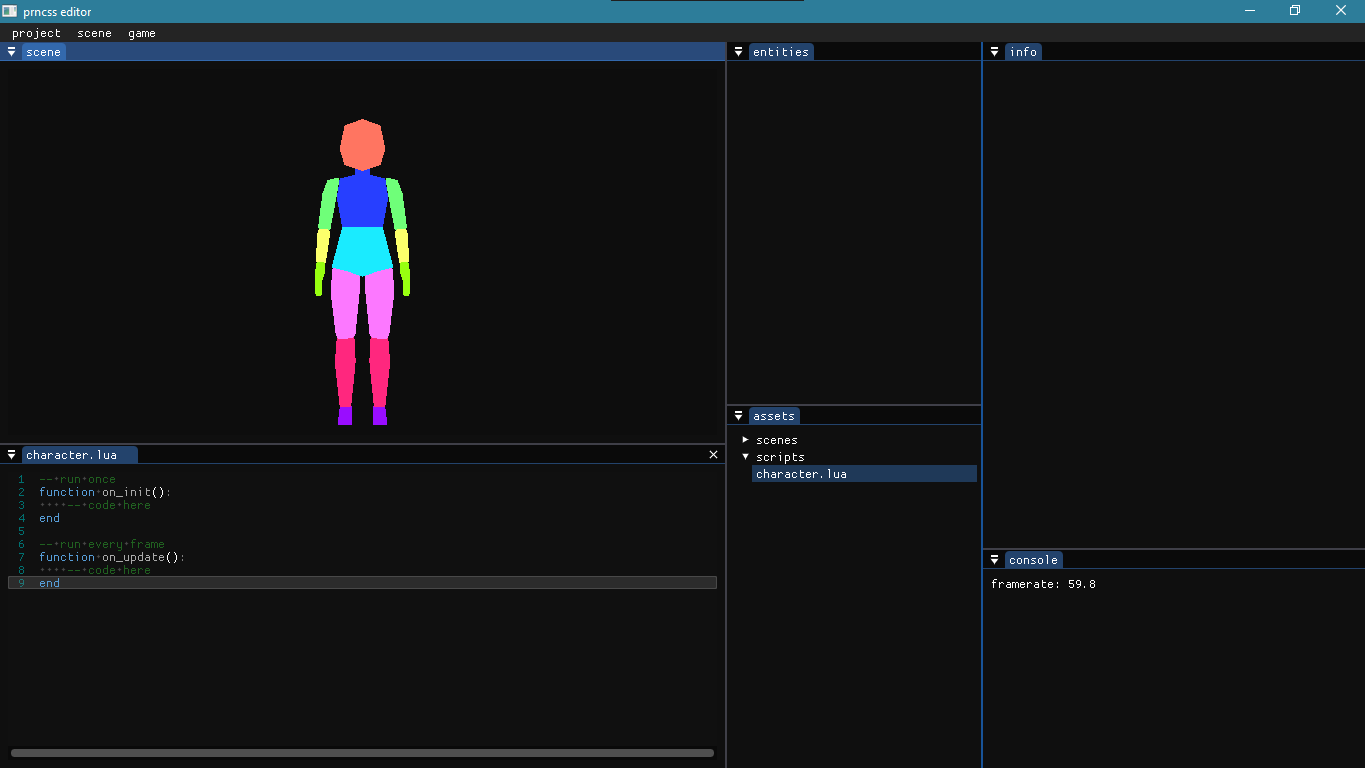 prncss editor
project scene game
scene
entities
info
assets
scenes
scripts
character.lua
character.lua
1 -- run once
2 function on_init():
3     -- code here
4 end
5
6 -- run every frame
7 function on_update():
8     -- code here
9 end
console
framerate: 59.8